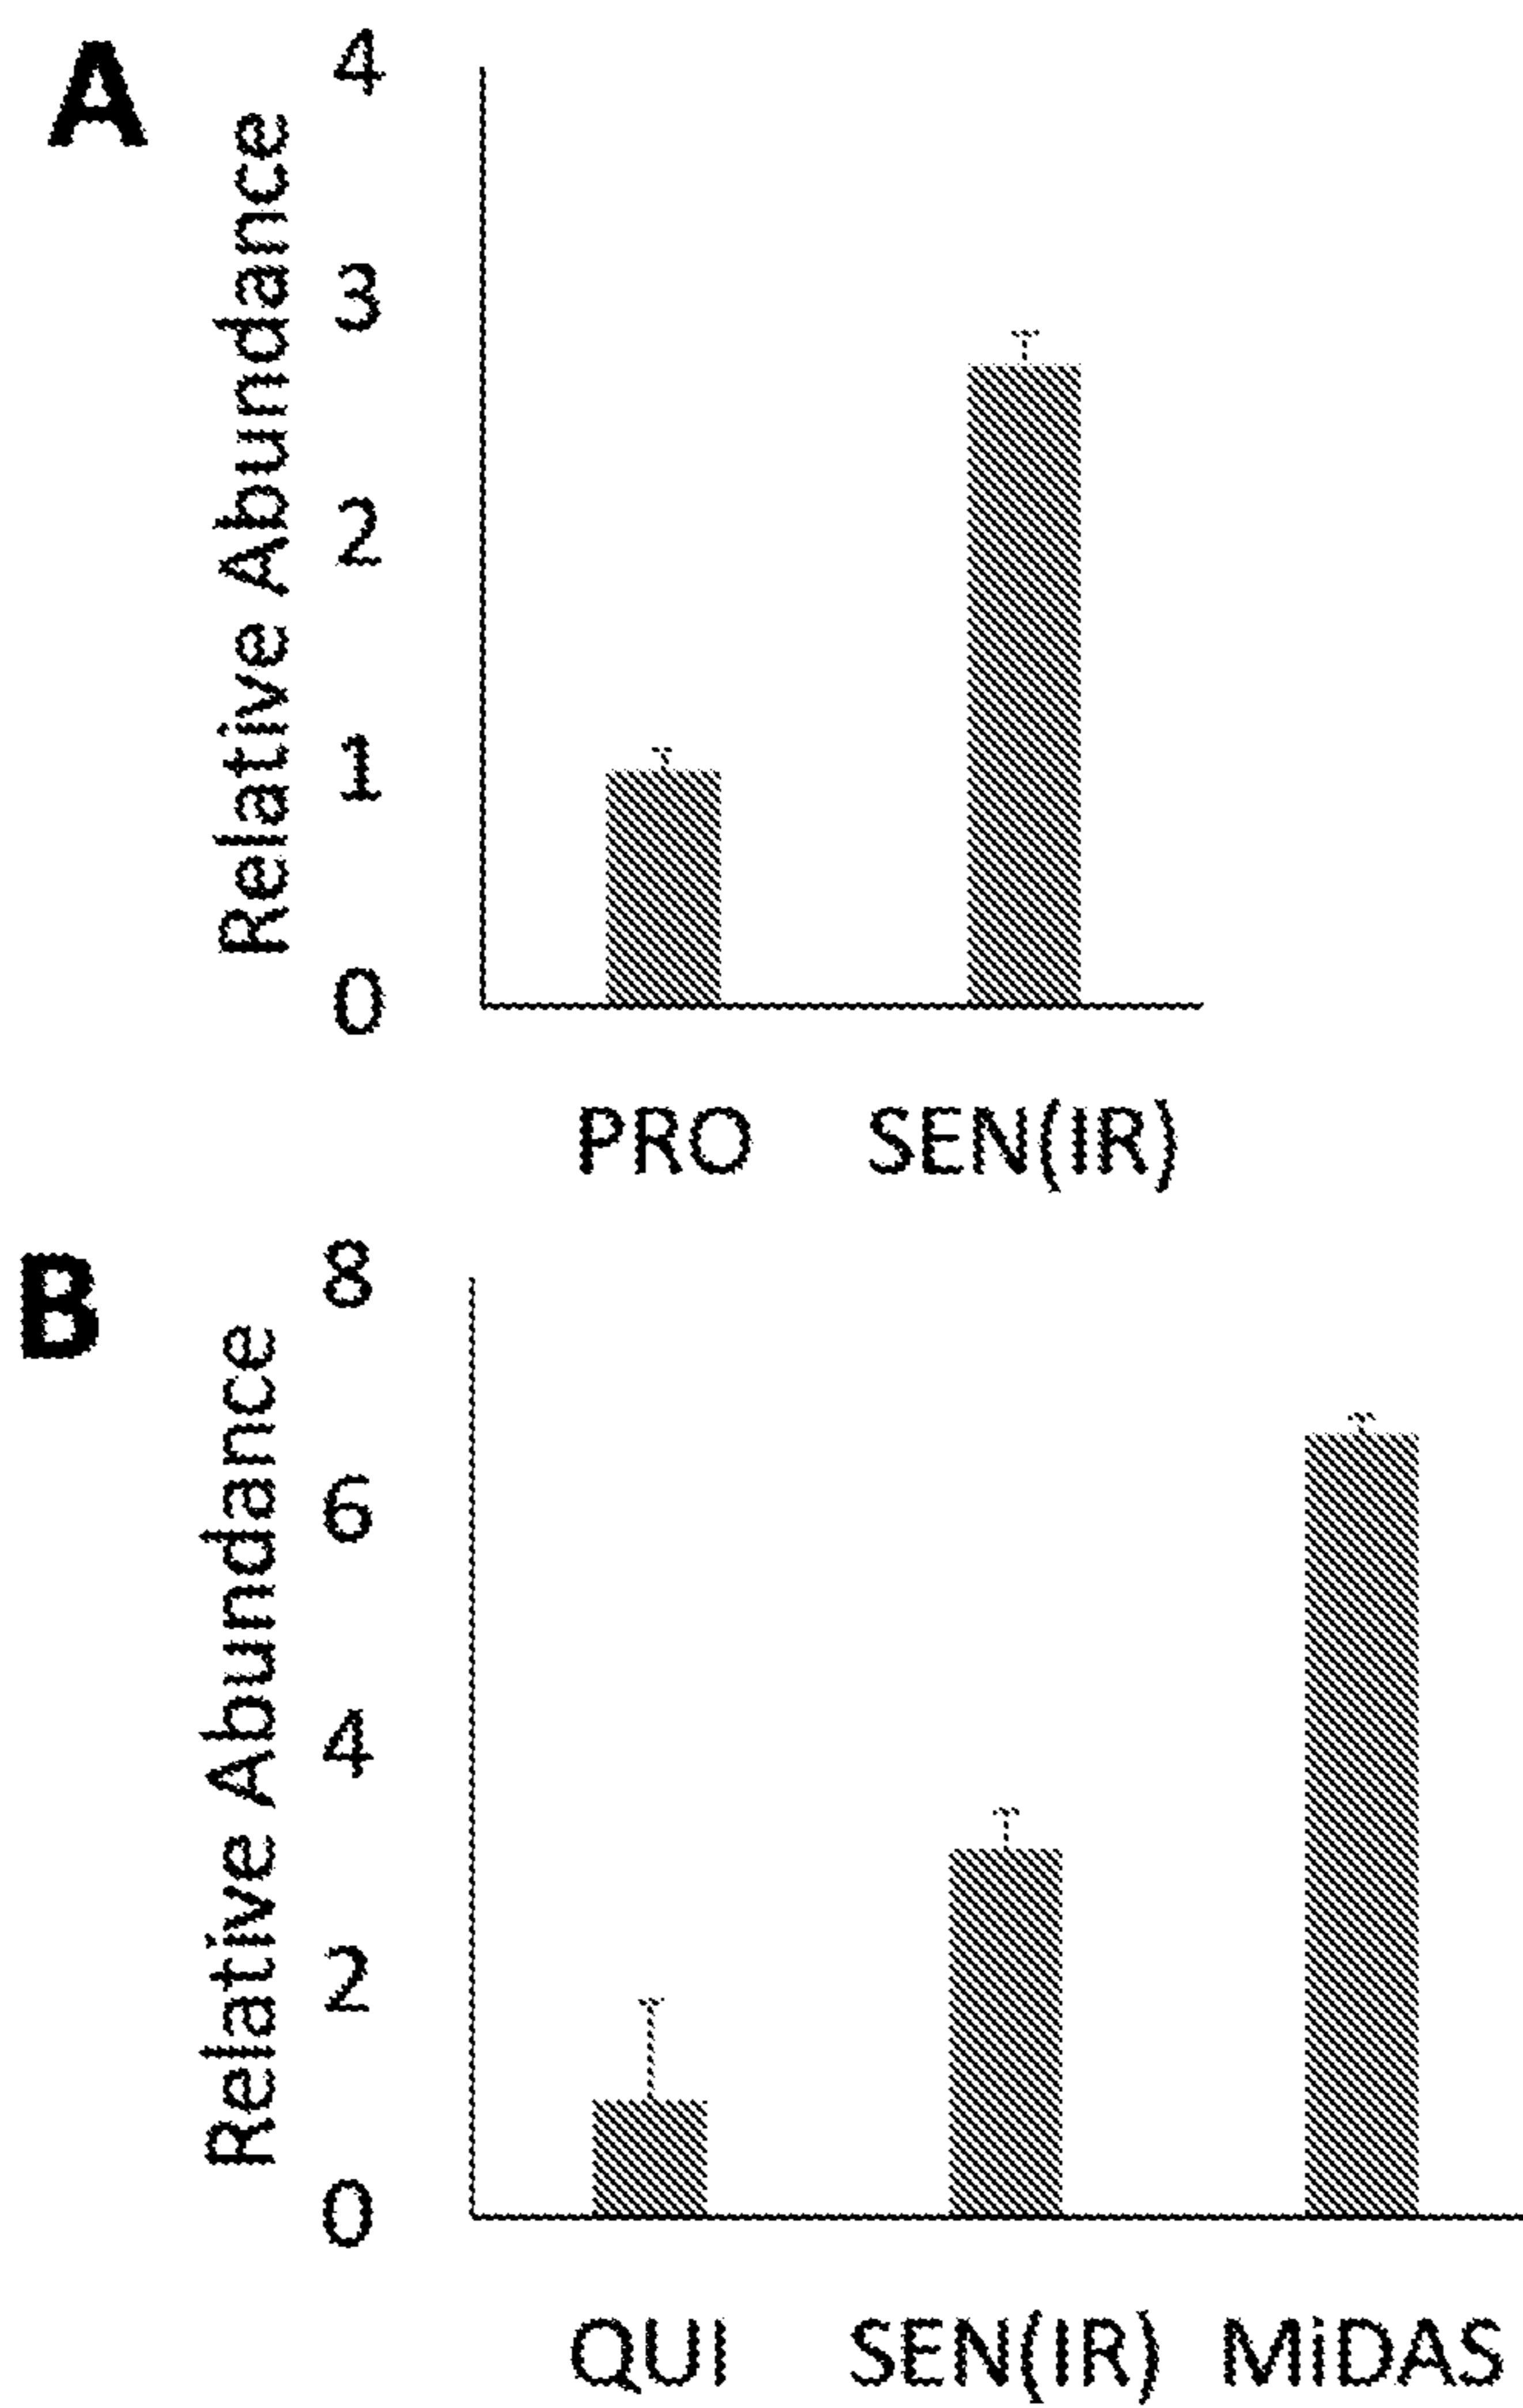 A
Relative Abundance
4
3
2
1
0
PRO SEN(IR)
B
Relative Abundance
8
6
4
2
0
QUI SEN(IR) MiDAS